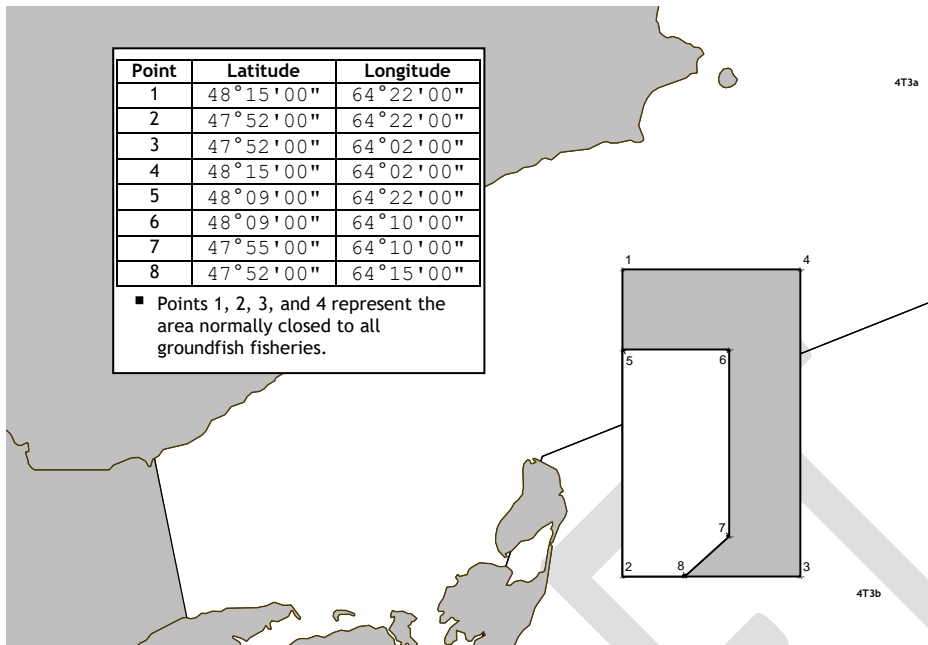 Point Latitude Longitude
1 48°15'00" 64°22'00"
2 47°52'00" 64°22'00"
3 47°52'00" 64°02'00"
4 48°15'00" 64°02'00"
5 48°09'00" 64°22'00"
6 48°09'00" 64°10'00"
7 47°55'00" 64°10'00"
8 47°52'00" 64°15'00"
▪ Points 1, 2, 3, and 4 represent the
area normally closed to all
groundfish fisheries.
4T3a
1 4
5 6
7
2 8 3
4T3b